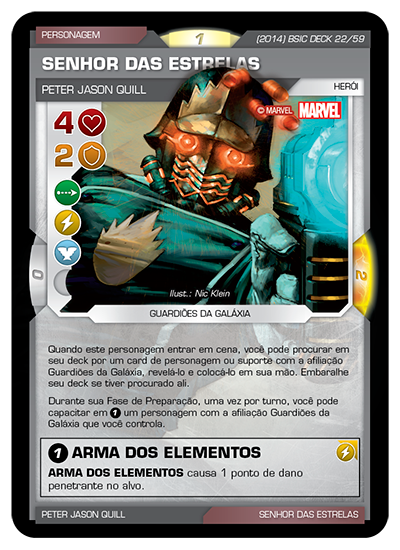 PERSONAGEM
1
(2014) BSIC DECK 22/59
SENHOR DAS ESTRELAS
PETER JASON QUILL
HERÓI
© MARVEL MARVEL
4
2
0
2
Ilust.: Nic Klein
GUARDIÕES DA GALÁXIA
Quando este personagem entrar em cena, você pode procurar em
seu deck por um card de personagem ou suporte com a afiliação
Guardiões da Galáxia, revelá-lo e colocá-lo em sua mão. Embaralhe
seu deck se tiver procurado ali.
Durante sua Fase de Preparação, uma vez por turno, você pode
capacitar em 1 um personagem com a afiliação Guardiões da
Galáxia que você controla.
1 ARMA DOS ELEMENTOS
ARMA DOS ELEMENTOS causa 1 ponto de dano
penetrante no alvo.
PETER JASON QUILL
SENHOR DAS ESTRELAS